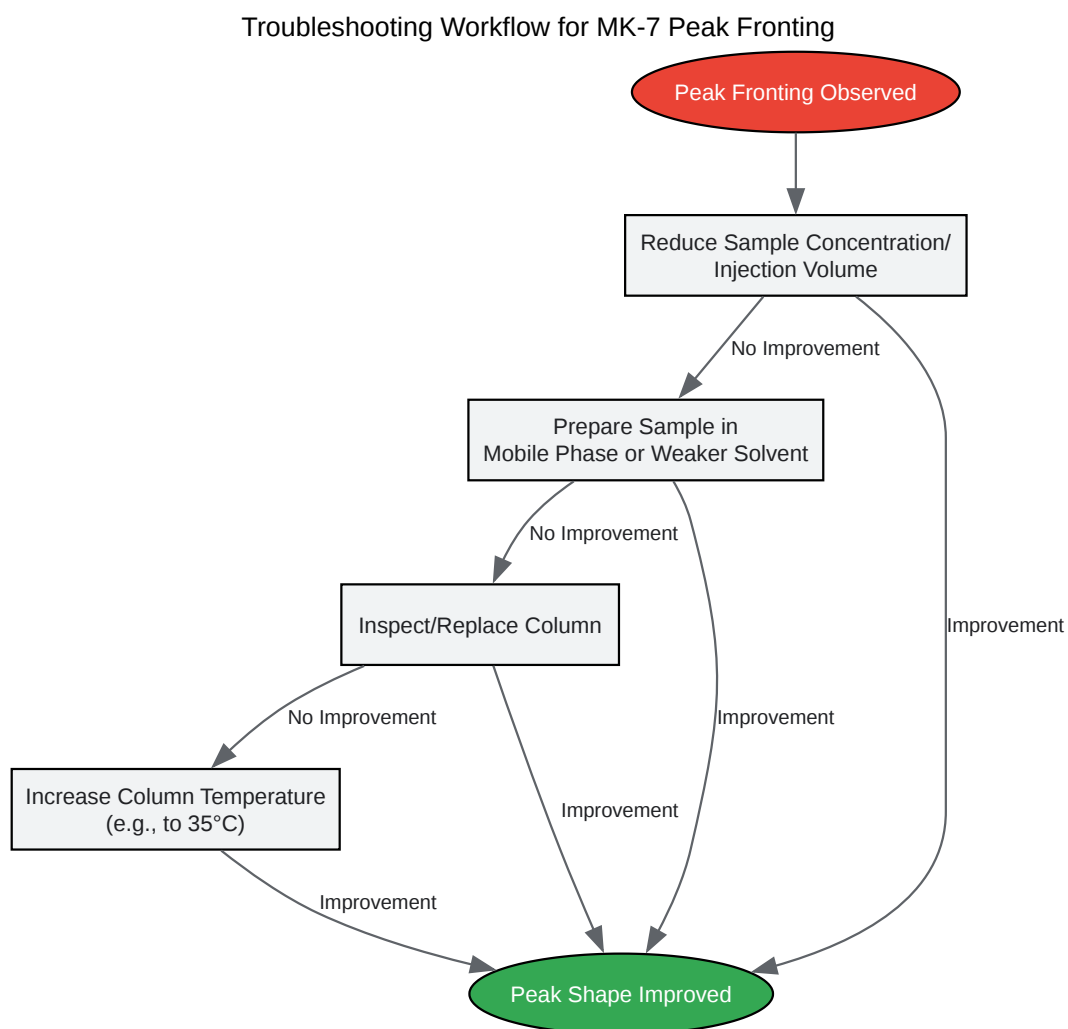 Troubleshooting Workflow for MK-7 Peak Fronting
Peak Fronting Observed
Reduce Sample Concentration/
Injection Volume
No Improvement
Prepare Sample in
Mobile Phase or Weaker Solvent
No Improvement
Inspect/Replace Column
Improvement
No Improvement
Improvement
Increase Column Temperature
(e.g., to 35°C)
Improvement
Improvement
Peak Shape Improved